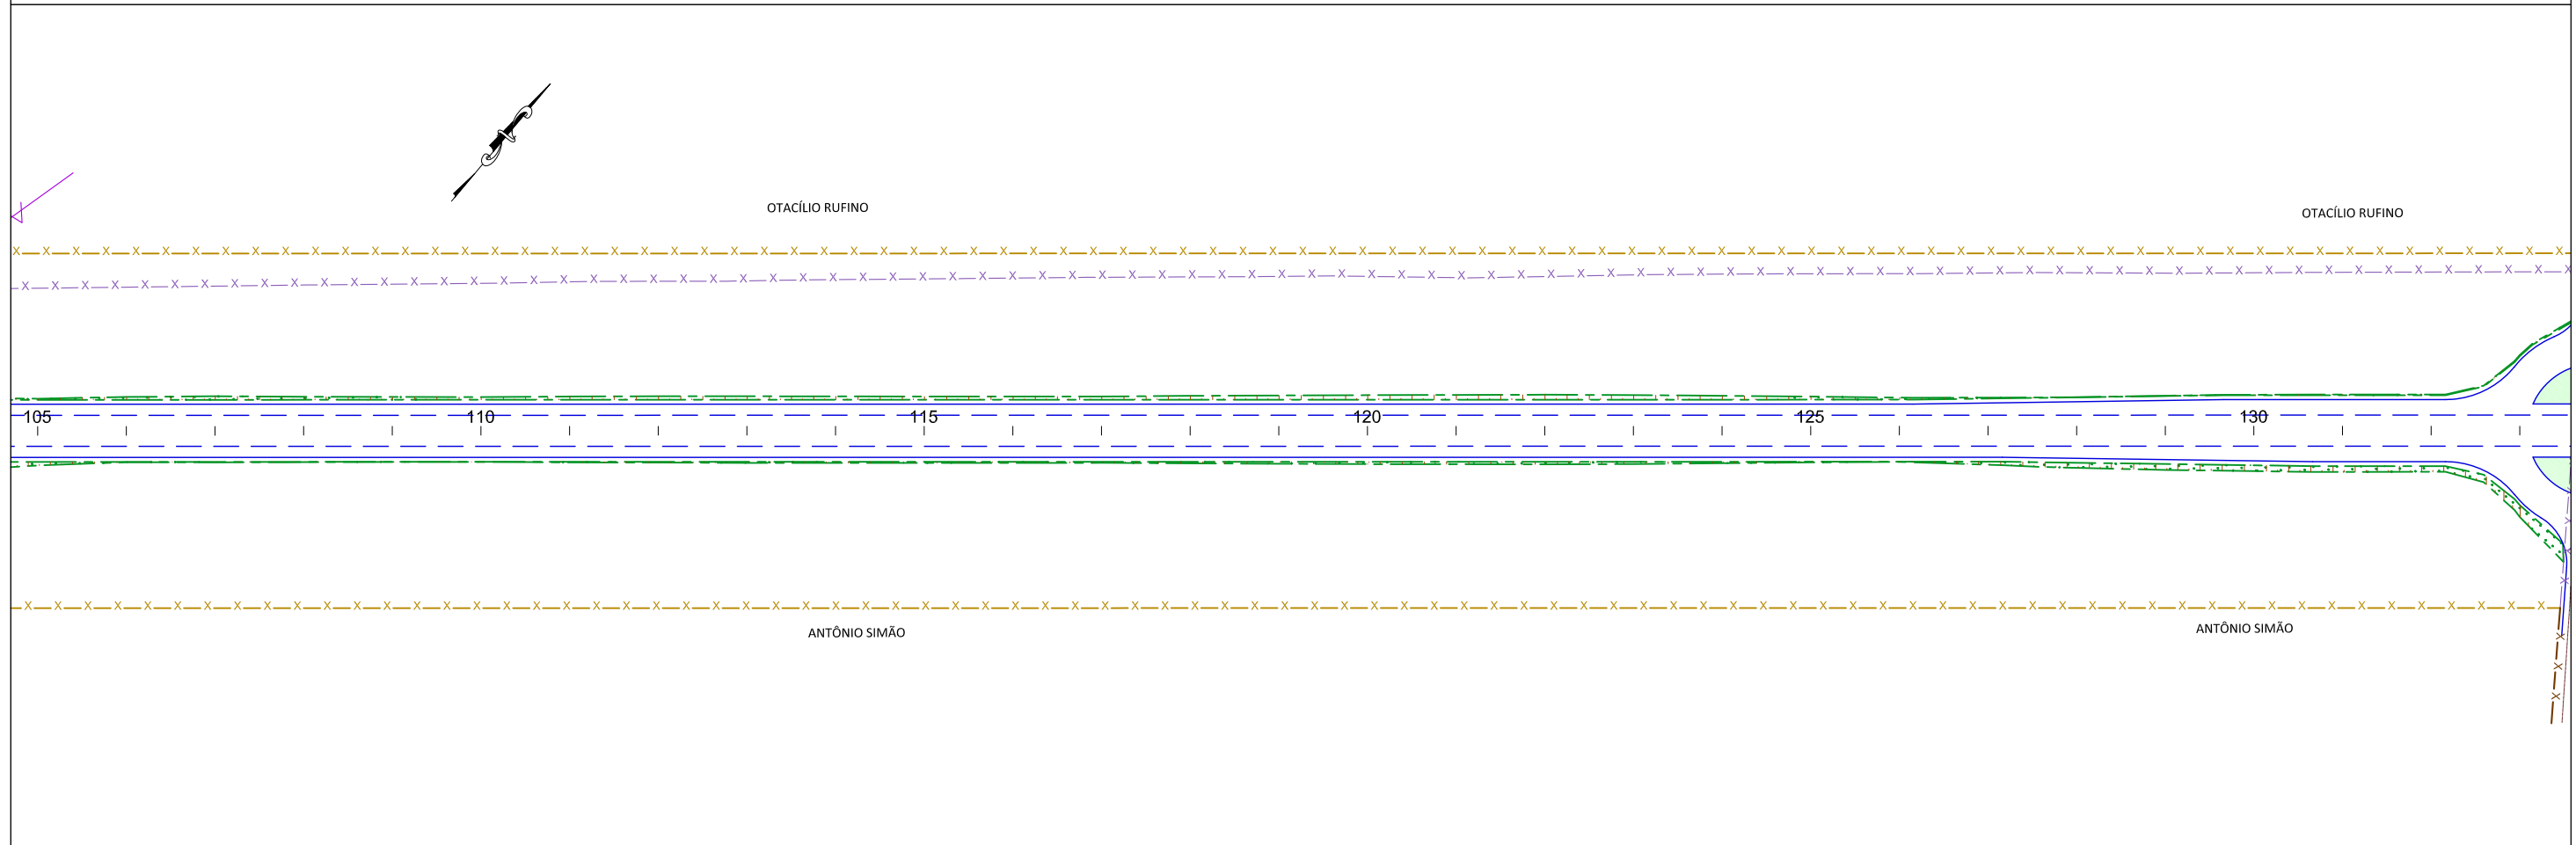 OTACÍLIO RUFINO
OTACÍLIO RUFINO
105
110
115
120
125
130
ANTÔNIO SIMÃO
ANTÔNIO SIMÃO